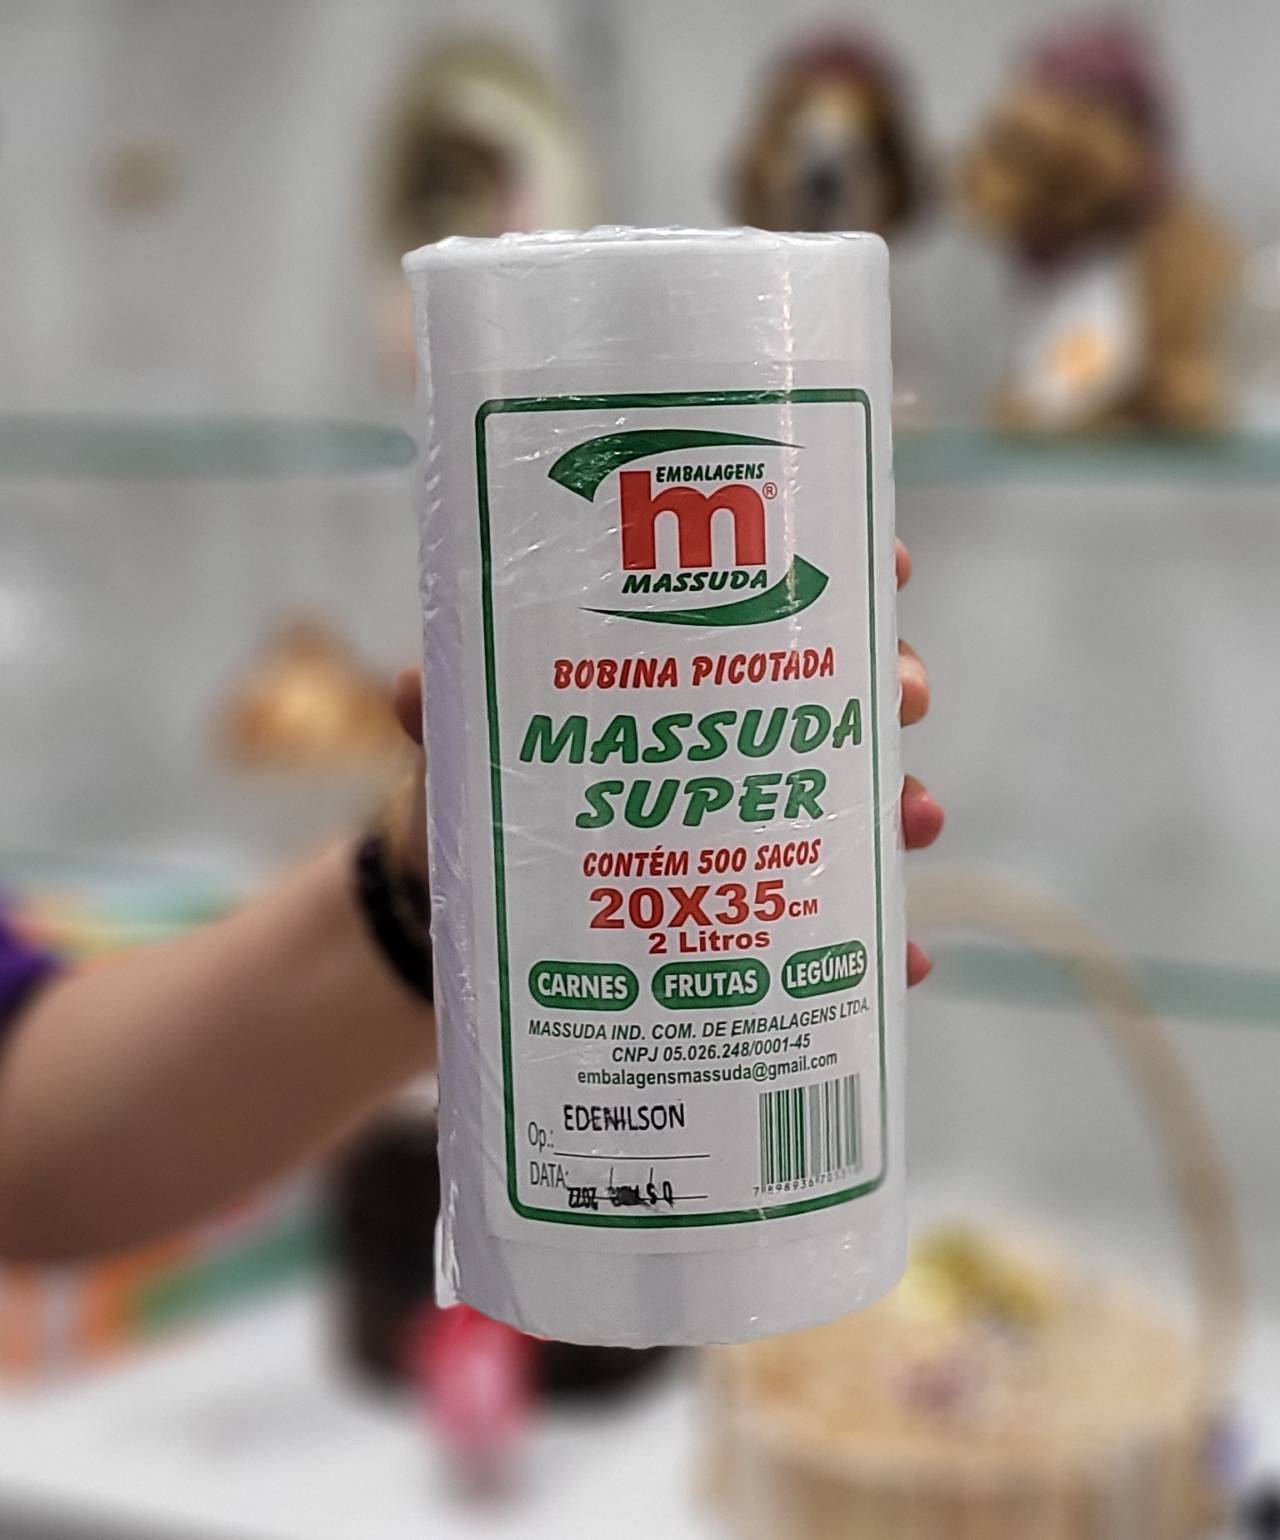 EMBALAGENS
m®
MASSUDA
BOBINA PICOTADA
MASSUDA
SUPER
CONTÉM 500 SACOS
20X35CM
2 Litros
CARNES FRUTAS LEGUMES
MASSUDA IND. COM. DE EMBALAGENS LTDA.
CNPJ 05.026.248/0001-45
embalagensmassuda@gmail.com
Op.: EDENILSON
DATA: